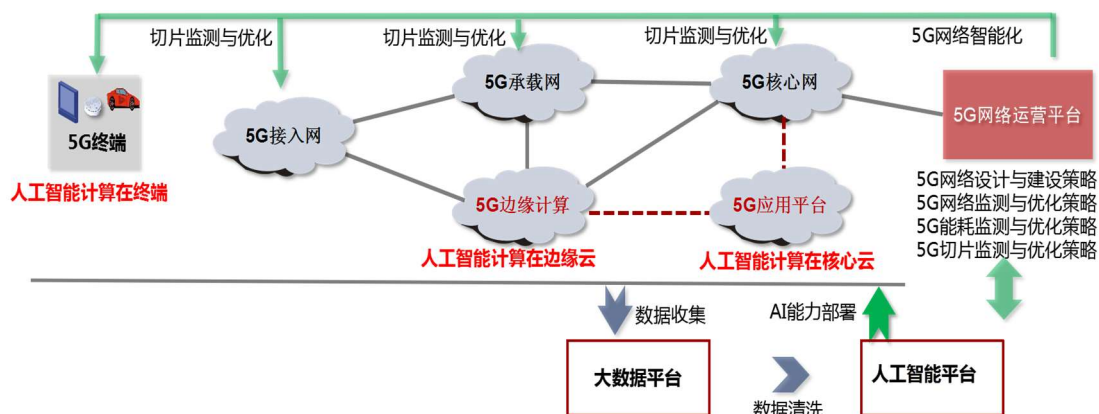 切片监测与优化
切片监测与优化
切片监测与优化
5G网络智能化
5G终端
5G接入网
5G承载网
5G核心网
5G网络运营平台
人工智能计算在终端
5G边缘计算
5G应用平台
人工智能计算在边缘云
人工智能计算在核心云
5G网络设计与建设策略
5G网络监测与优化策略
5G能耗监测与优化策略
5G切片监测与优化策略
数据收集
AI能力部署
大数据平台
人工智能平台
数据清洗